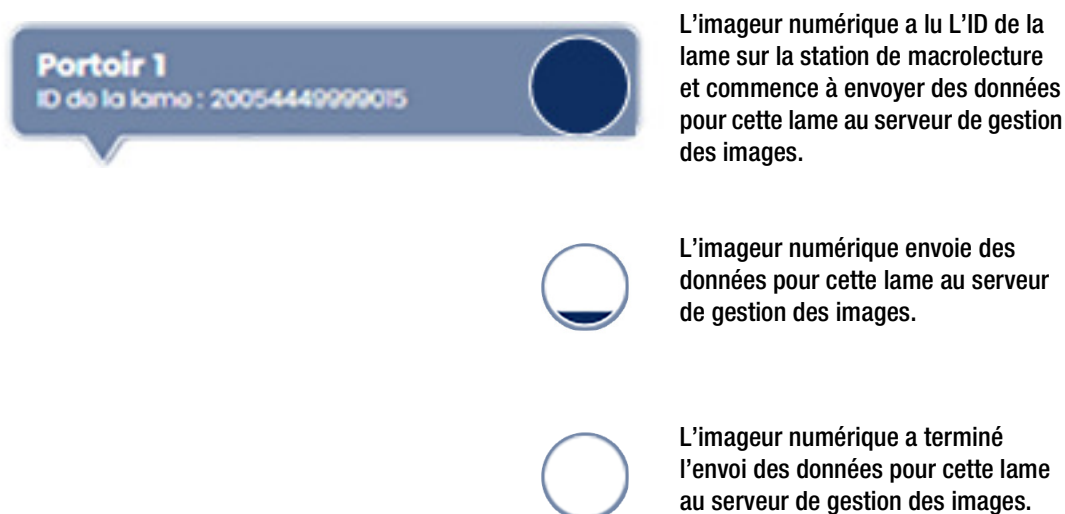 Portoir 1
ID de la lame : 20054449999015
L'imageur numérique a lu L'ID de la
lame sur la station de macrolecture
et commence à envoyer des données
pour cette lame au serveur de gestion
des images.
L'imageur numérique envoie des
données pour cette lame au serveur
de gestion des images.
L'imageur numérique a terminé
l'envoi des données pour cette lame
au serveur de gestion des images.